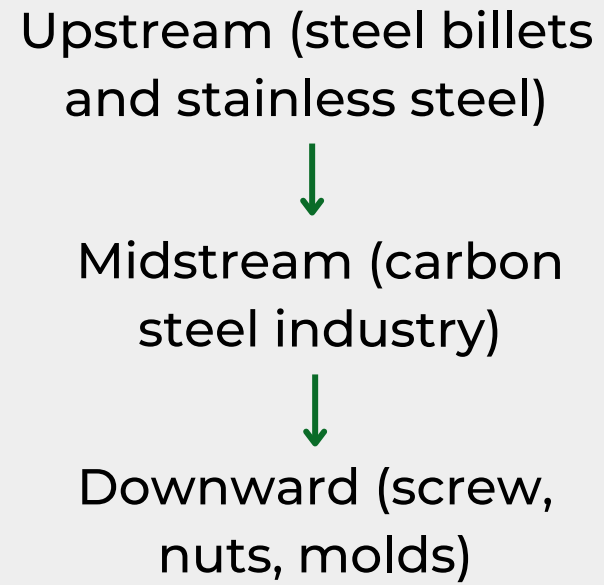 Upstream (steel billets
and stainless steel)
Midstream (carbon
steel industry)
Downward (screw,
nuts, molds)